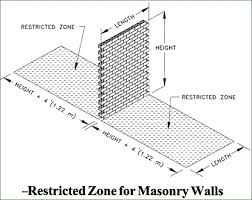 RESTRICTED ZONE
LENGTH
HEIGHT
RESTRICTED ZONE
HEIGHT + 4' (1.22 m)
HEIGHT + 4' (1.22 m)
LENGTH
–Restricted Zone for Masonry Walls